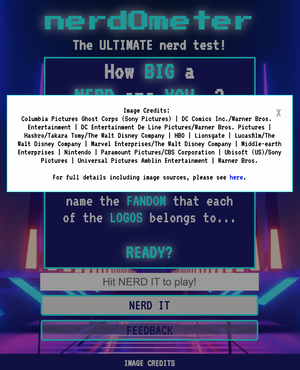 nerdOmeter
The ULTIMATE nerd test!
How BIG a
NERD are YOU ?
Image Credits:
X
Columbia Pictures Ghost Corps (Sony Pictures) | DC Comics Inc./Warner Bros.
Entertainment | DC Entertainment De Line Pictures/Warner Bros. Pictures |
Hasbro/Takara Tomy/The Walt Disney Company | HBO | Lionsgate | Lucasfilm/The
Walt Disney Company | Marvel Enterprises/The Walt Disney Company | Middle-earth
Enterprises | Nintendo | Paramount Pictures/CBS Corporation | Ubisoft (US)/Sony
Pictures | Universal Pictures Amblin Entertainment | Warner Bros.
For full details including image sources, please see here.
name the FANDOM that each
of the LOGOS belongs to...
READY?
Hit NERD IT to play!
NERD IT
FEEDBACK
IMAGE CREDITS